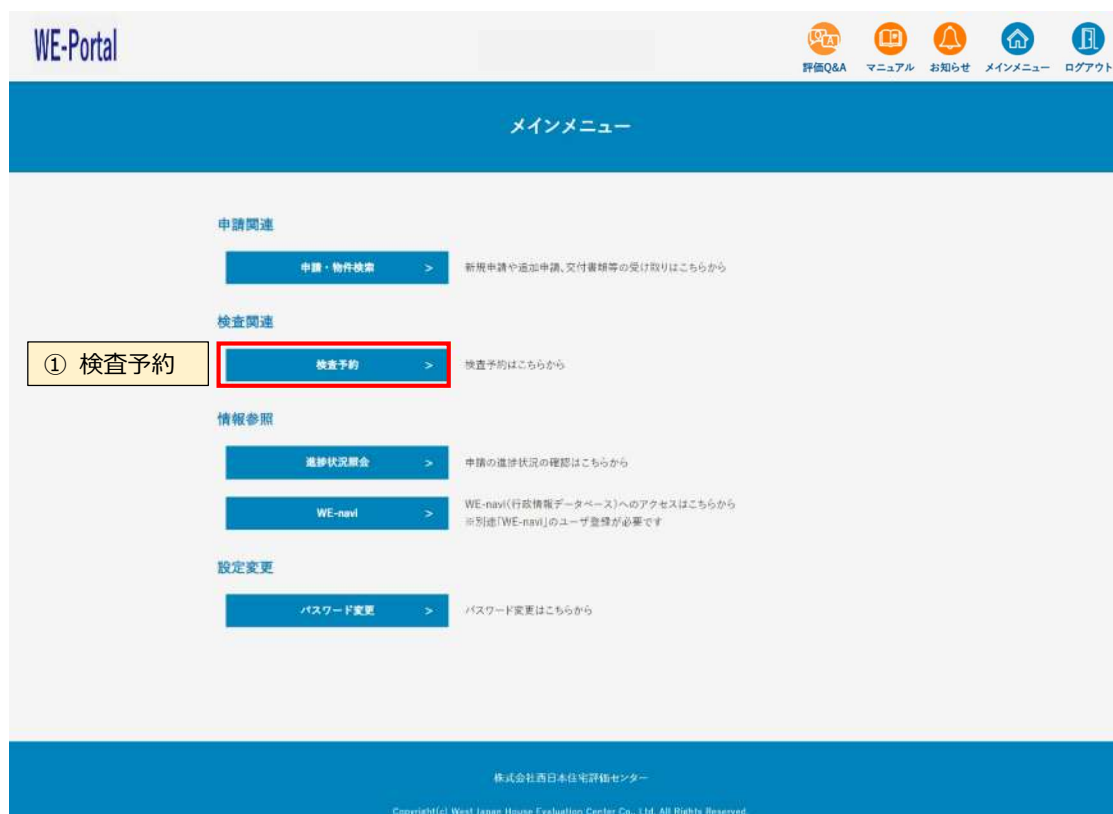 WE-Portal
評価Q&A マニュアル お知らせ メインメニュー ログアウト
メインメニュー
申請関連
申請・物件検索 > 新規申請や追加申請、交付書類等の受け取りはこちらから
検査関連
① 検査予約
検査予約 > 検査予約はこちらから
情報参照
進捗状況照会 > 申請の進捗状況の確認はこちらから
WE-navi > WE-navi(行政情報データベース)へのアクセスはこちらから
※別途「WE-navi」のユーザ登録が必要です
設定変更
パスワード変更 > パスワード変更はこちらから
株式会社西日本住宅評価センター
Copyright(c) West Japan House Evaluation Center Co., Ltd. All Rights Reserved.